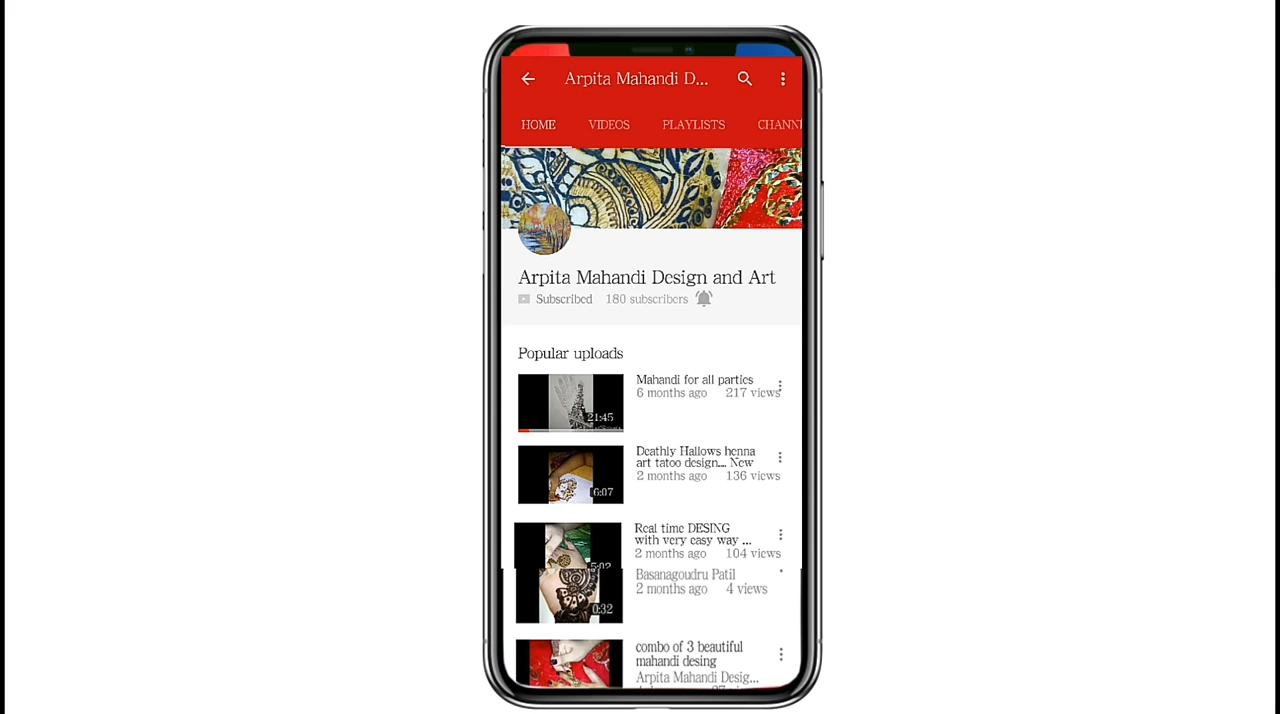 Arpita Mahandi D...
HOME VIDEOS PLAYLISTS CHANN
Arpita Mahandi Design and Art
Subscribed 180 subscribers
Popular uploads
Mahandi for all parties
6 months ago 217 views
21:45
Deathly Hallows henna
art tatoo design.... New
2 months ago 136 views
6:07
Real time DESING
with very easy way ...
2 months ago 104 views
5:02
Basanagoudru Patil
2 months ago 4 views
0:32
combo of 3 beautiful
mahandi desing
Arpita Mahandi Desig...